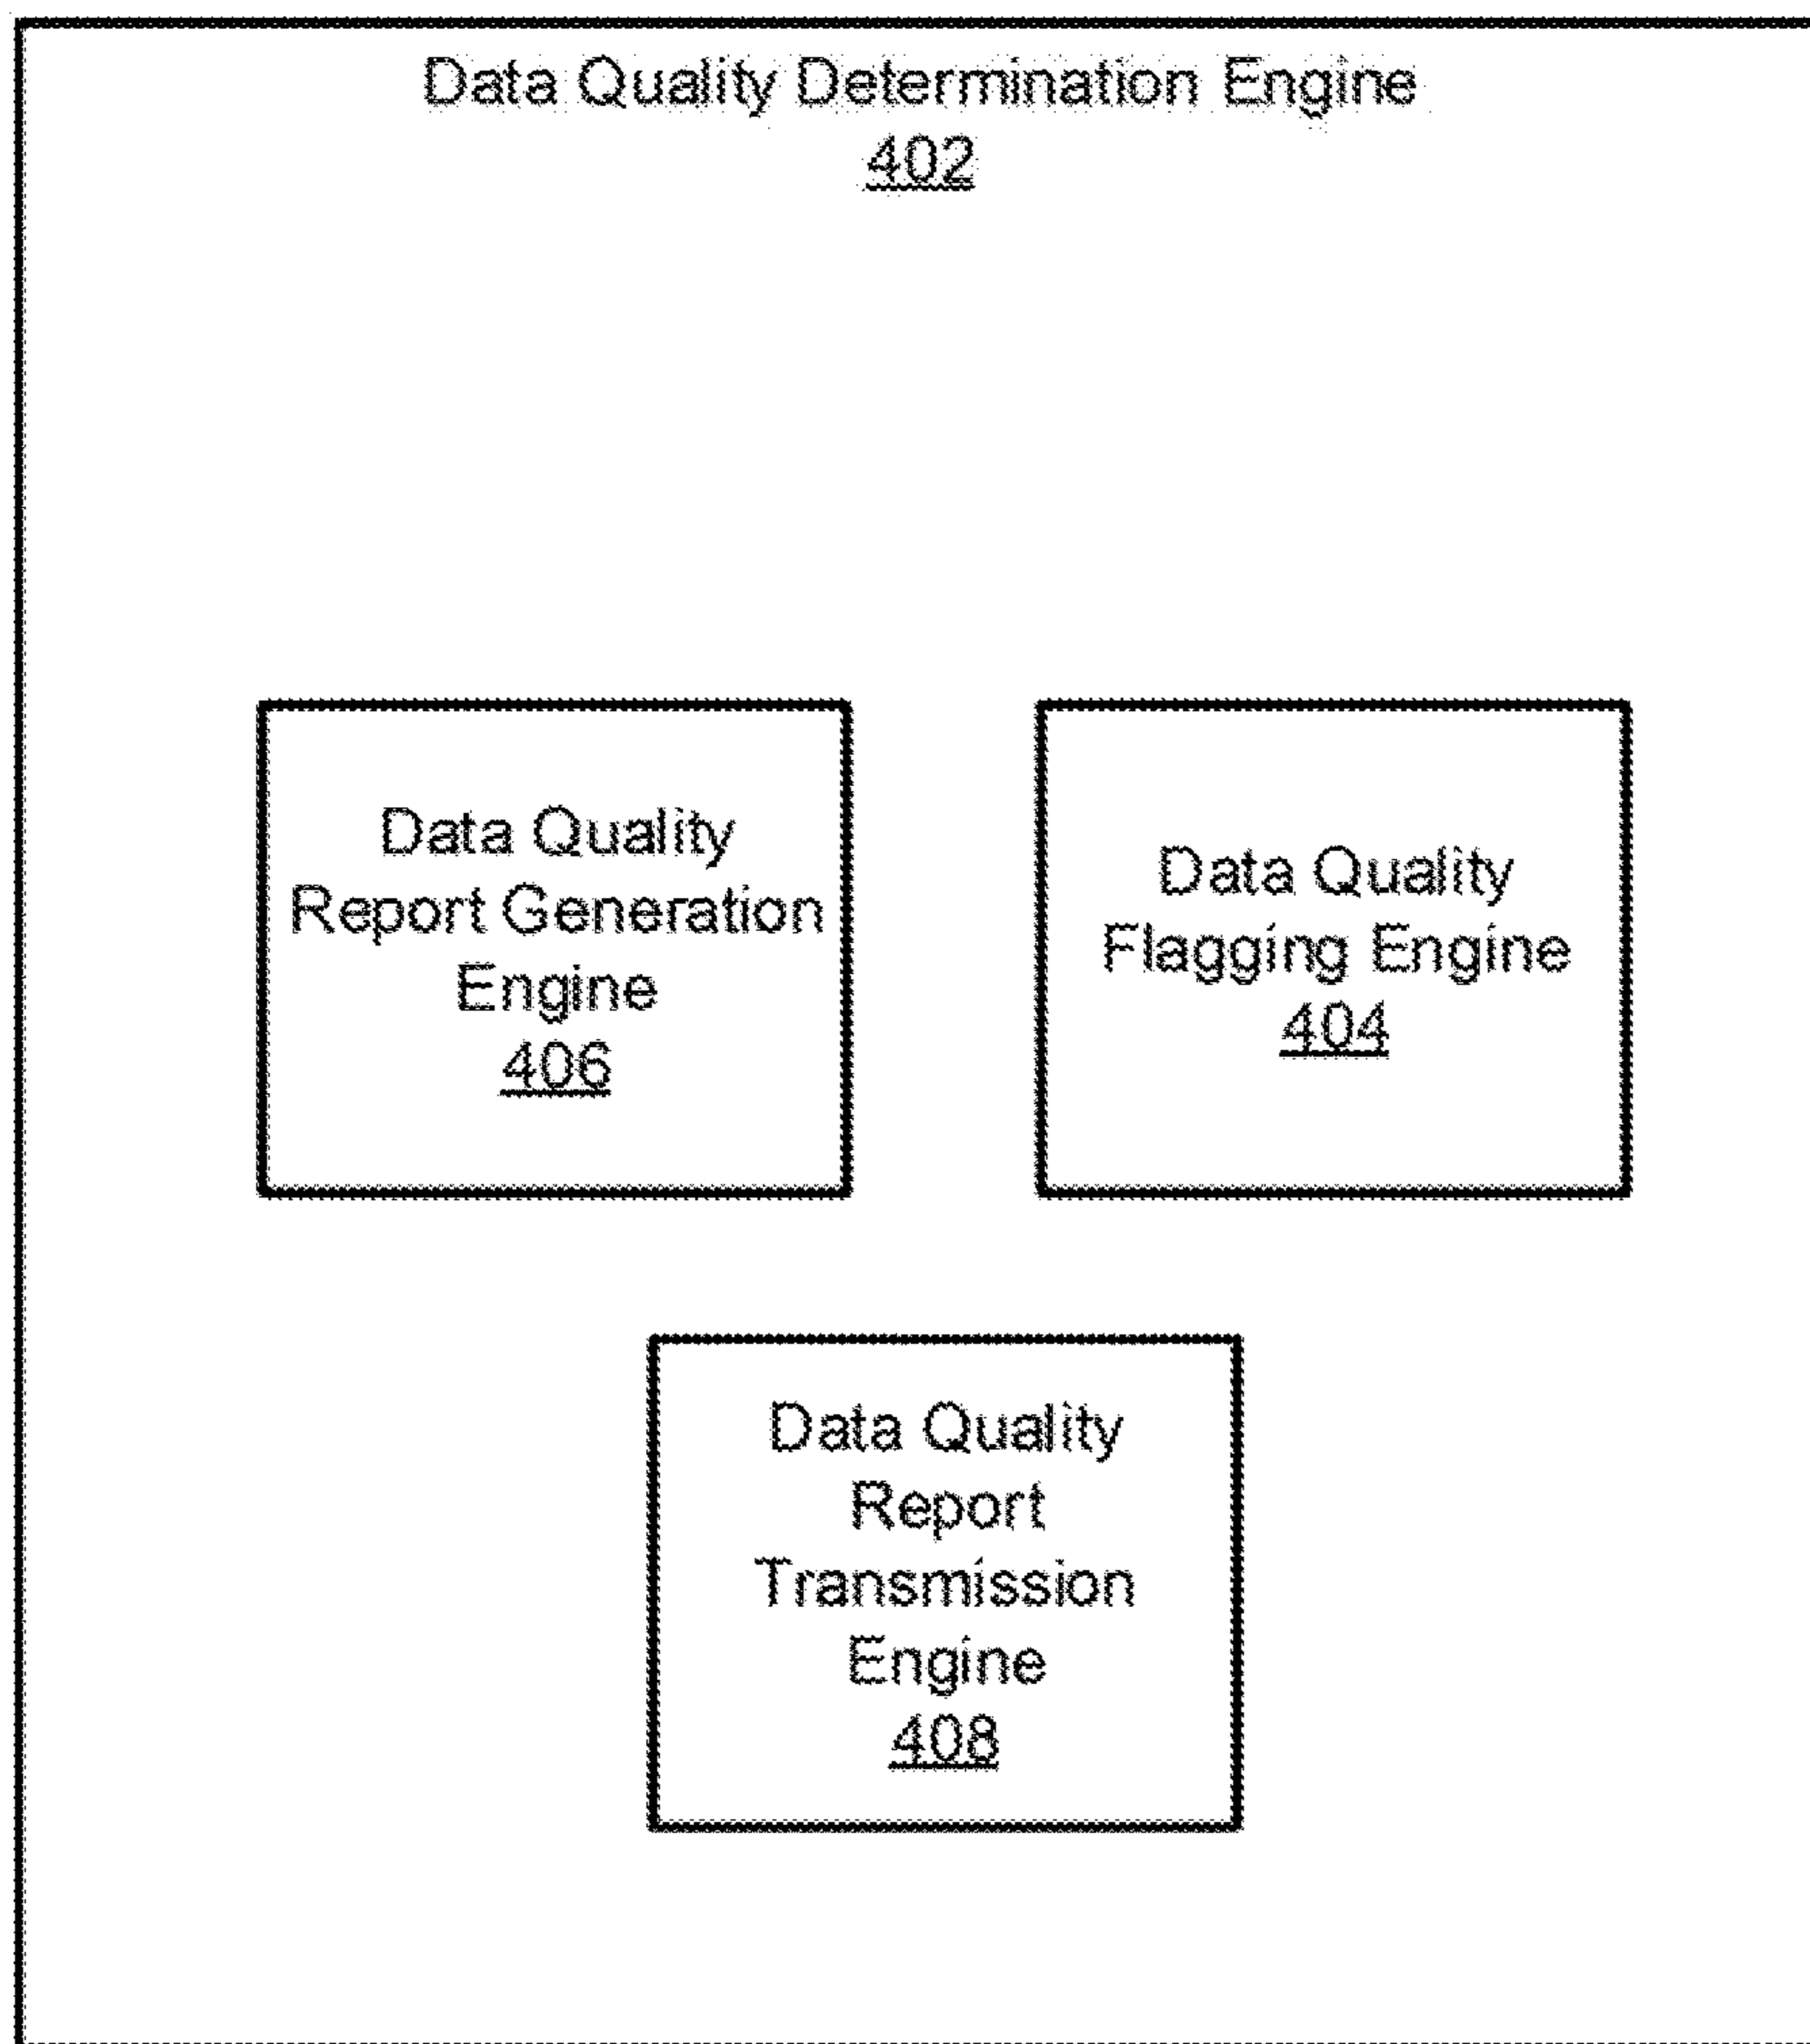 Data Quality Determination Engine
402
Data Quality
Report Generation
Engine
406
Data Quality
Flagging Engine
404
Data Quality
Report
Transmission
Engine
408